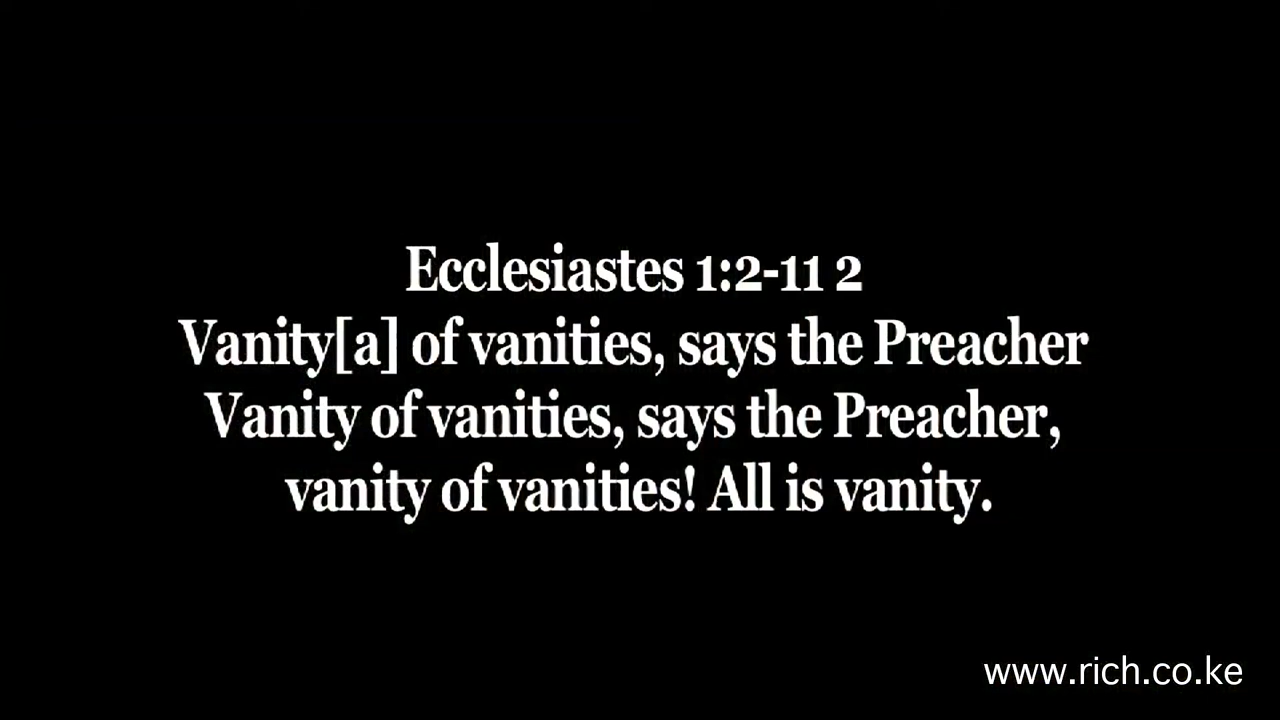 Ecclesiastes 1:2-11 2
Vanity[a] of vanities, says the Preacher
Vanity of vanities, says the Preacher,
vanity of vanities! All is vanity.
www.rich.co.ke